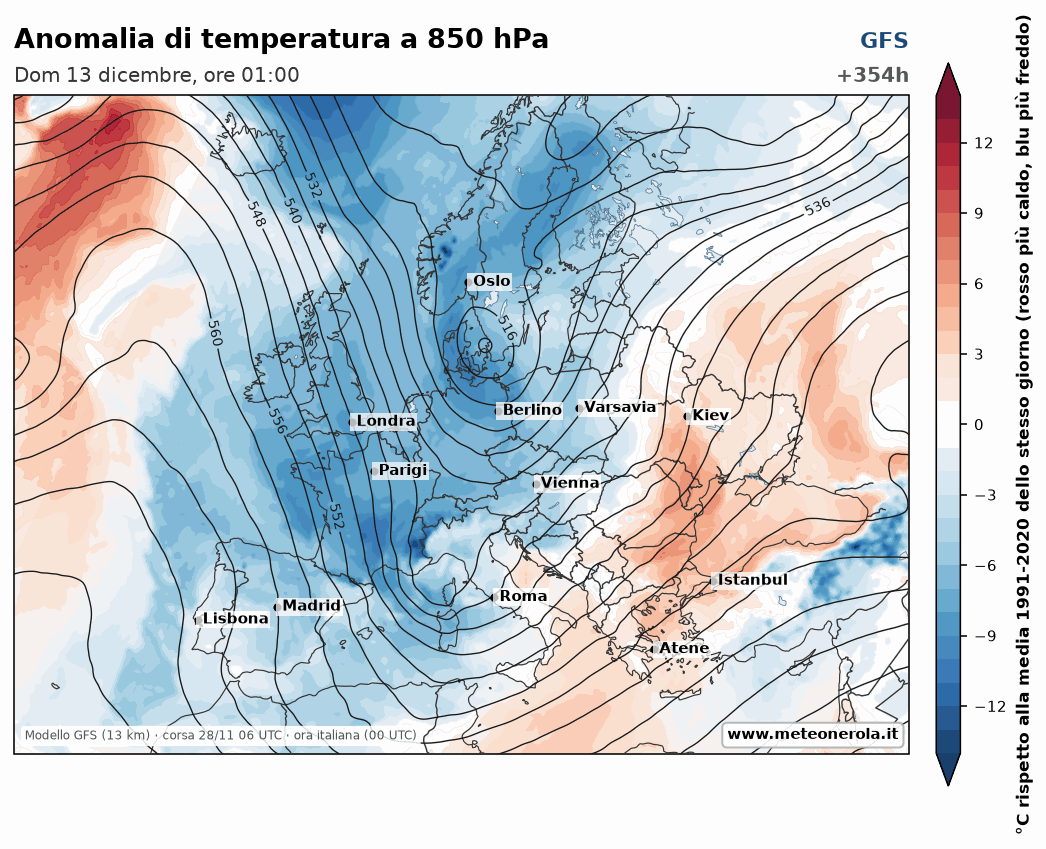 Anomalia di temperatura a 850 hPa
GFS
Dom 13 dicembre, ore 01:00
+354h
532
540
548
536
560
516
556
552
Oslo
Berlino
Varsavia
Kiev
Londra
Parigi
Vienna
Istanbul
Roma
Madrid
Lisbona
Atene
Modello GFS (13 km) · corsa 28/11 06 UTC · ora italiana (00 UTC)
www.meteonerola.it
12
9
6
3
0
−3
−6
−9
−12
°C rispetto alla media 1991-2020 dello stesso giorno (rosso più caldo, blu più freddo)